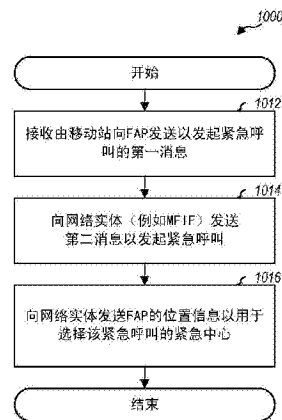 1000
开始
1012
接收由移动站向FAP发送以发起紧急呼
叫的第一消息
1014
向网络实体（例如MFIF）发送
第二消息以发起紧急呼叫
1016
向网络实体发送FAP的位置信息以用于
选择该紧急呼叫的紧急中心
结束